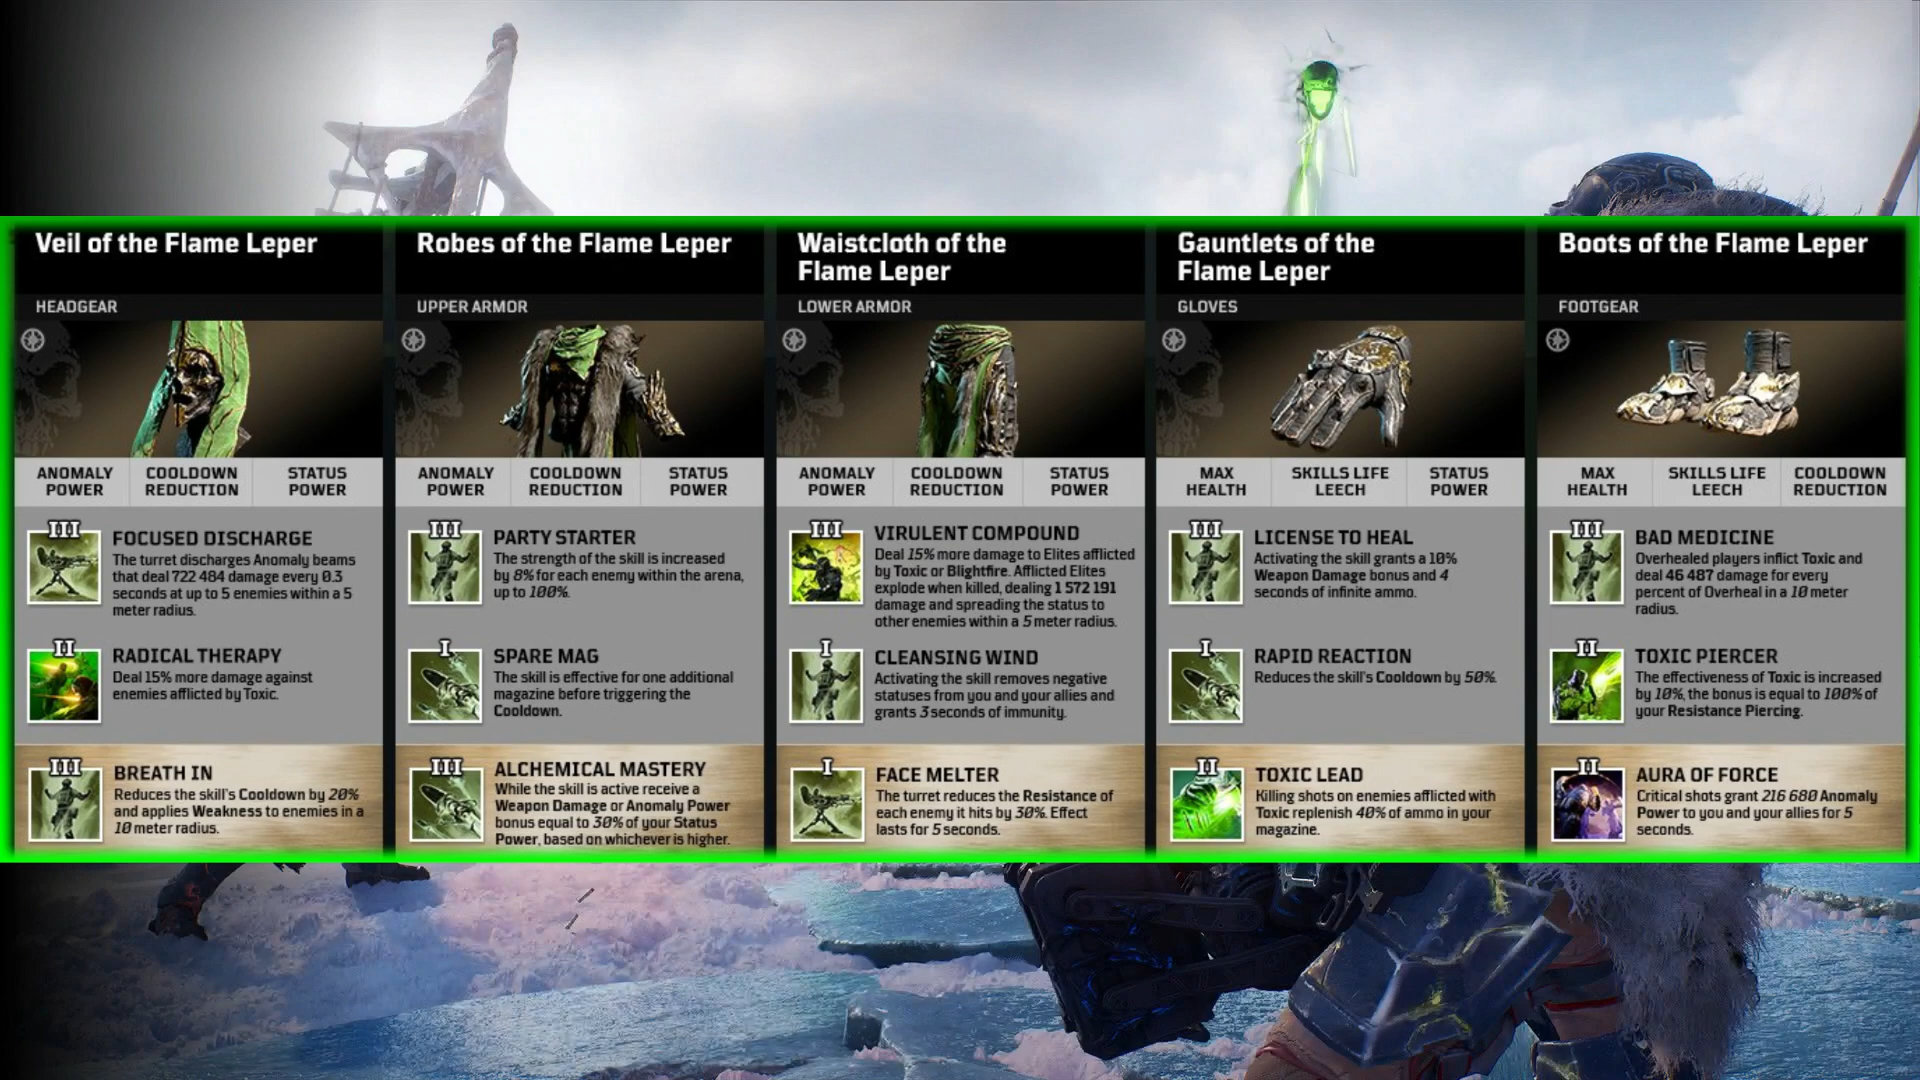 Veil of the Flame Leper
HEADGEAR
ANOMALY POWER
COOLDOWN REDUCTION
STATUS POWER
III
FOCUSED DISCHARGE
The turret discharges Anomaly beams
that deal 722 484 damage every 0.3
seconds at up to 5 enemies within a 5
meter radius.
II
RADICAL THERAPY
Deal 15% more damage against
enemies afflicted by Toxic.
III
BREATH IN
Reduces the skill's Cooldown by 20%
and applies Weakness to enemies in a
10 meter radius.
Robes of the Flame Leper
UPPER ARMOR
ANOMALY POWER
COOLDOWN REDUCTION
STATUS POWER
III
PARTY STARTER
The strength of the skill is increased
by 8% for each enemy within the arena,
up to 100%.
I
SPARE MAG
The skill is effective for one additional
magazine before triggering the
Cooldown.
III
ALCHEMICAL MASTERY
While the skill is active receive a
Weapon Damage or Anomaly Power
bonus equal to 30% of your Status
Power, based on whichever is higher.
Waistcloth of the
Flame Leper
LOWER ARMOR
ANOMALY POWER
COOLDOWN REDUCTION
STATUS POWER
III
VIRULENT COMPOUND
Deal 15% more damage to Elites afflicted
by Toxic or Blightfire. Afflicted Elites
explode when killed, dealing 1 572 191
damage and spreading the status to
other enemies within a 5 meter radius.
I
CLEANSING WIND
Activating the skill removes negative
statuses from you and your allies and
grants 3 seconds of immunity.
I
FACE MELTER
The turret reduces the Resistance of
each enemy it hits by 30%. Effect
lasts for 5 seconds.
Gauntlets of the
Flame Leper
GLOVES
MAX HEALTH
SKILLS LIFE LEECH
STATUS POWER
III
LICENSE TO HEAL
Activating the skill grants a 10%
Weapon Damage bonus and 4
seconds of infinite ammo.
I
RAPID REACTION
Reduces the skill's Cooldown by 50%.
II
TOXIC LEAD
Killing shots on enemies afflicted with
Toxic replenish 40% of ammo in your
magazine.
Boots of the Flame Leper
FOOTGEAR
MAX HEALTH
SKILLS LIFE LEECH
COOLDOWN REDUCTION
III
BAD MEDICINE
Overhealed players inflict Toxic and
deal 46 487 damage for every
percent of Overheal in a 10 meter
radius.
II
TOXIC PIERCER
The effectiveness of Toxic is increased
by 10%, the bonus is equal to 100% of
your Resistance Piercing.
II
AURA OF FORCE
Critical shots grant 216 680 Anomaly
Power to you and your allies for 5
seconds.